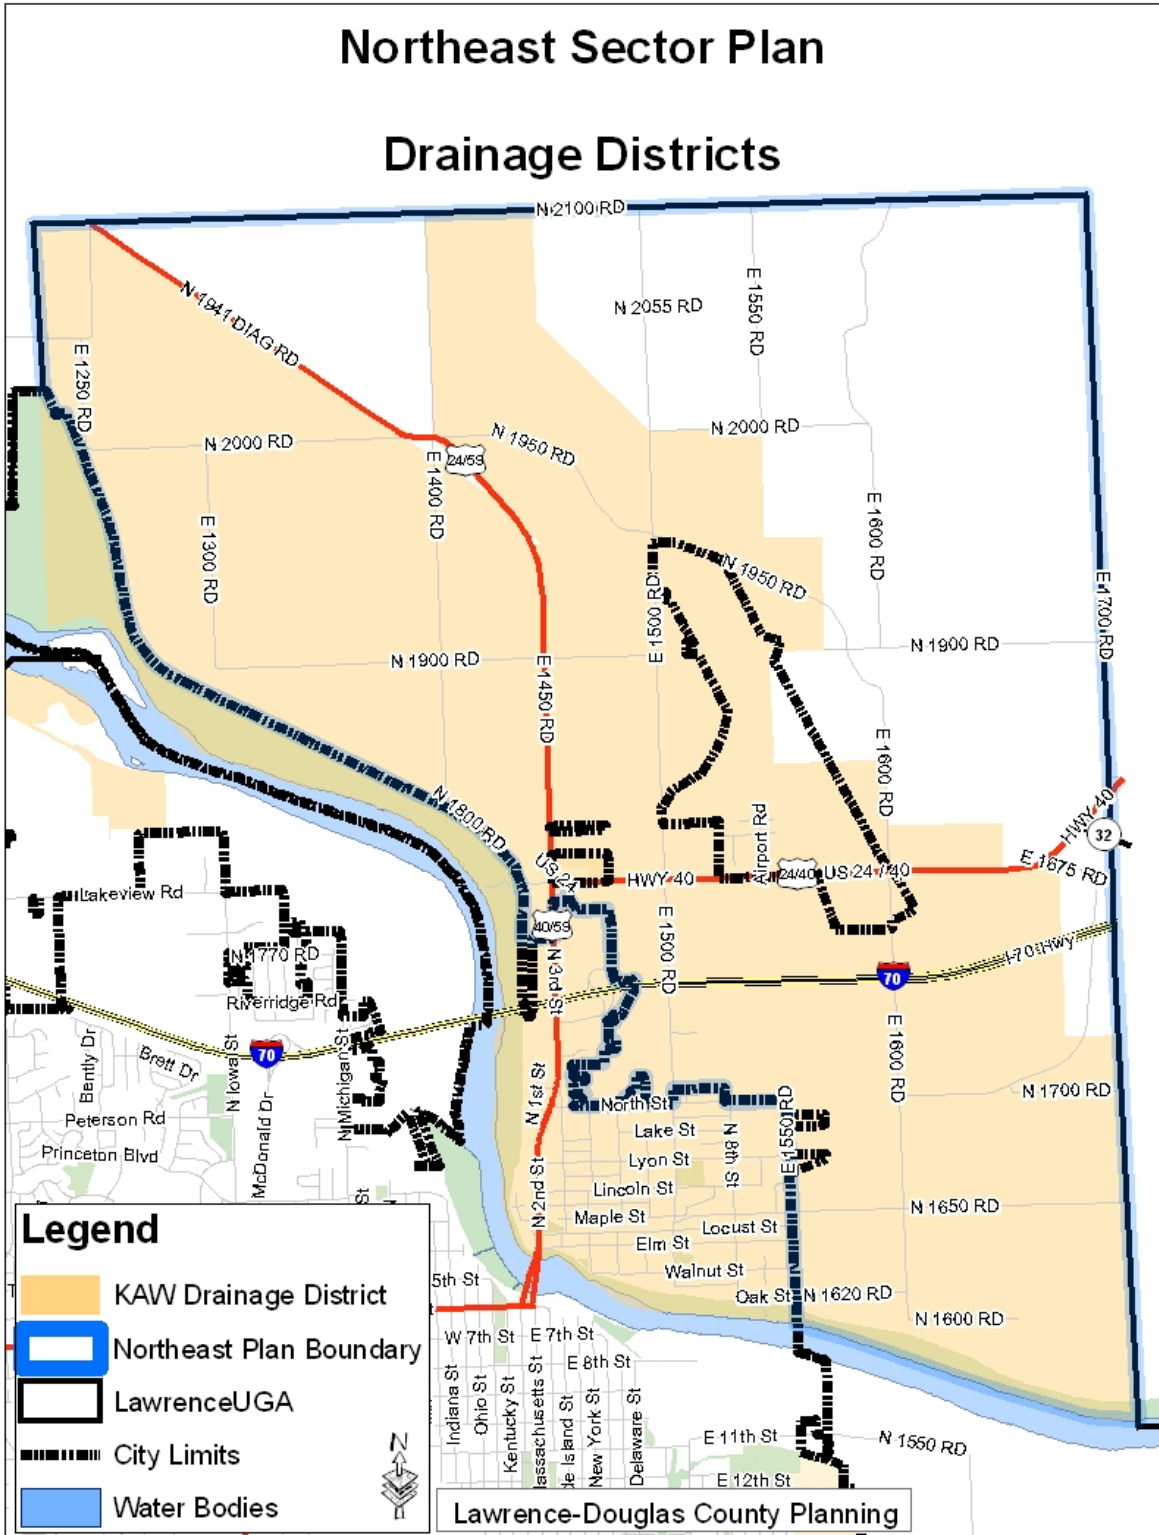 Northeast Sector Plan
Drainage Districts
N 2100 RD
N 1941 DIAG RD
E 1550 RD
N 2055 RD
E 1250 RD
N 2000 RD
N 1950 RD
N 2000 RD
24/59
E 1400 RD
E 1300 RD
E 1600 RD
N 1950 RD
E 1500 RD
E 1700 RD
N 1900 RD
N 1900 RD
E 1450 RD
E 1600 RD
N 1800 RD
HWY 40
32
Airport Rd
US 24
HWY 40
24/40
US 24 / 40
E 1675 RD
Lakeview Rd
40/59
E 1500 RD
N 1770 RD
N 3rd St
I 70 Hwy
70
Riverridge Rd
70
Bently Dr
Brett Dr
N Iowa St
N Michigan St
McDonald Dr
E 1600 RD
N 1st St
N 1700 RD
North St
E 1550 RD
Peterson Rd
Princeton Blvd
Lake St
N 8th St
Lyon St
N 2nd St
Lincoln St
St
Maple St
Locust St
N 1650 RD
Elm St
Walnut St
Oak St
N 1620 RD
N 1600 RD
5th St
W 7th St
E 7th St
E 8th St
Indiana St
Ohio St
Kentucky St
assachusetts St
de Island St
New York St
Delaware St
E 11th St
N 1550 RD
E 12th St
Legend
KAW Drainage District
Northeast Plan Boundary
LawrenceUGA
City Limits
Water Bodies
N
Lawrence-Douglas County Planning